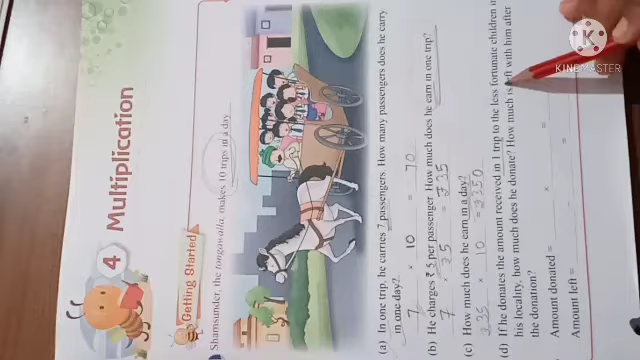 4 Multiplication
Getting Started
Shamsunder, the tongawalla, makes 10 trips in a day.
(a) In one trip, he carries 7 passengers. How many passengers does he carry
in one day?
7 × 10 = 70
(b) He charges ₹ 5 per passenger. How much does he earn in one trip?
7 × ₹5 = ₹35
(c) How much does he earn in a day?
₹35 × 10 = ₹350
(d) If he donates the amount received in 1 trip to the less fortunate children in
his locality, how much does he donate? How much is left with him after
the donation?
Amount donated = × =
Amount left = =
KINEMASTER